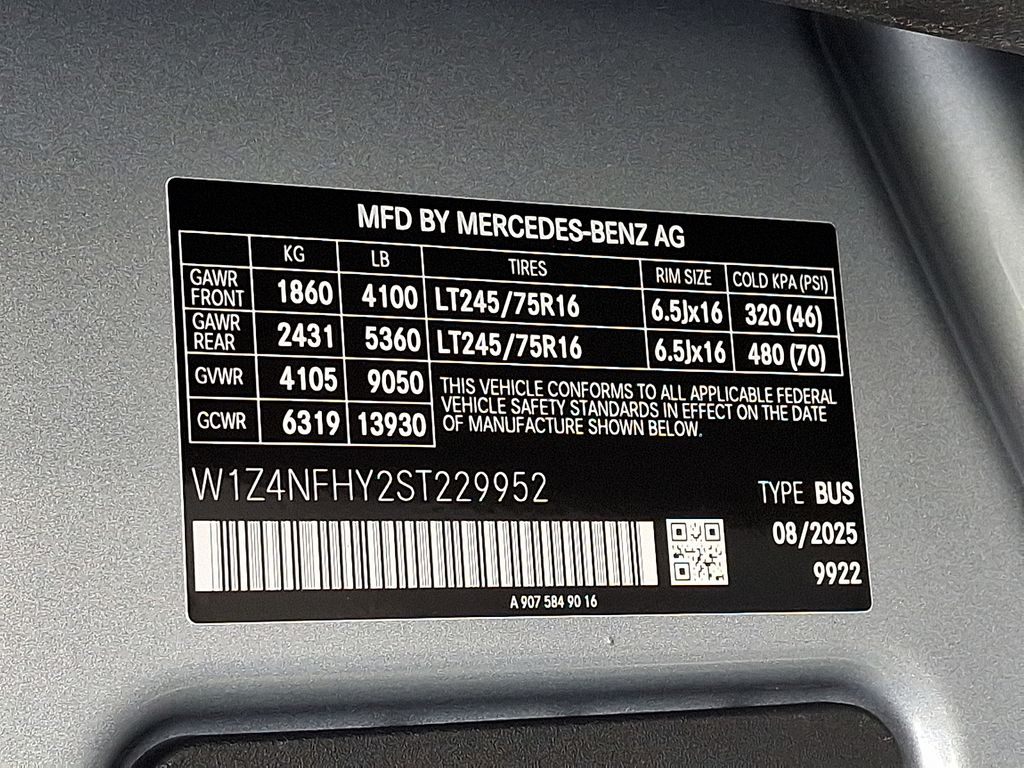 MFD BY MERCEDES-BENZ AG
KG LB TIRES RIM SIZE COLD KPA (PSI)
GAWR FRONT 1860 4100 LT245/75R16 6.5Jx16 320 (46)
GAWR REAR 2431 5360 LT245/75R16 6.5Jx16 480 (70)
GVWR 4105 9050
GCWR 6319 13930
THIS VEHICLE CONFORMS TO ALL APPLICABLE FEDERAL
VEHICLE SAFETY STANDARDS IN EFFECT ON THE DATE
OF MANUFACTURE SHOWN BELOW.
W1Z4NFHY2ST229952
TYPE BUS
08/2025
9922
A 907 584 90 16